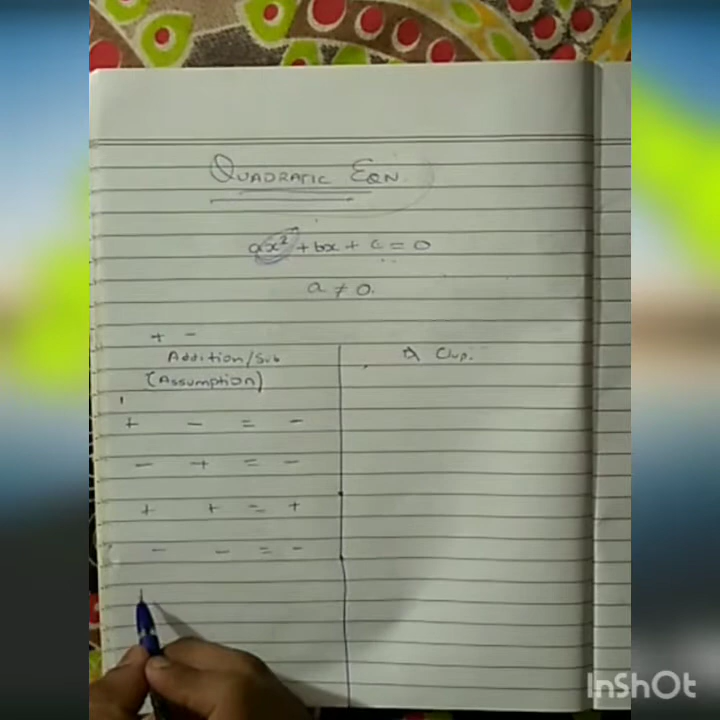 QUADRATIC EQN.
ax² + bx + c = 0
a ≠ 0.
+ -
Addition/Sub
(Assumption)
+ - = -
- + = -
+ + = +
- - = -
InShOt